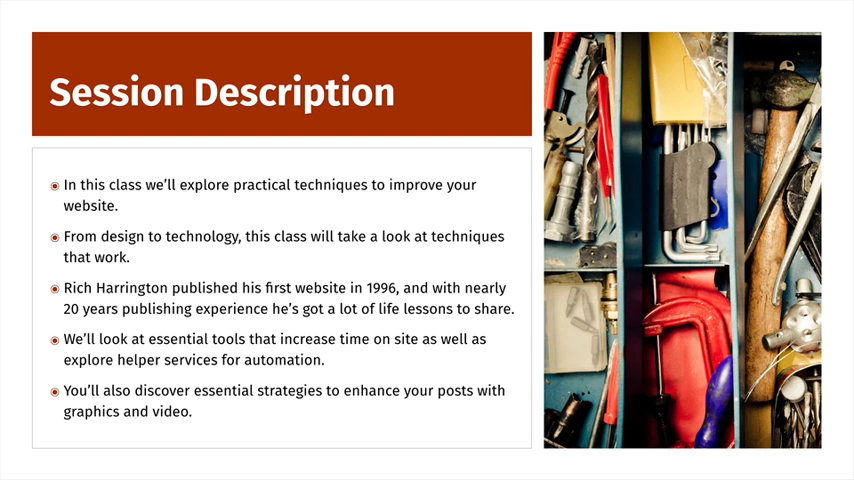 Session Description
In this class we’ll explore practical techniques to improve your
website.
From design to technology, this class will take a look at techniques
that work.
Rich Harrington published his first website in 1996, and with nearly
20 years publishing experience he’s got a lot of life lessons to share.
We’ll look at essential tools that increase time on site as well as
explore helper services for automation.
You’ll also discover essential strategies to enhance your posts with
graphics and video.